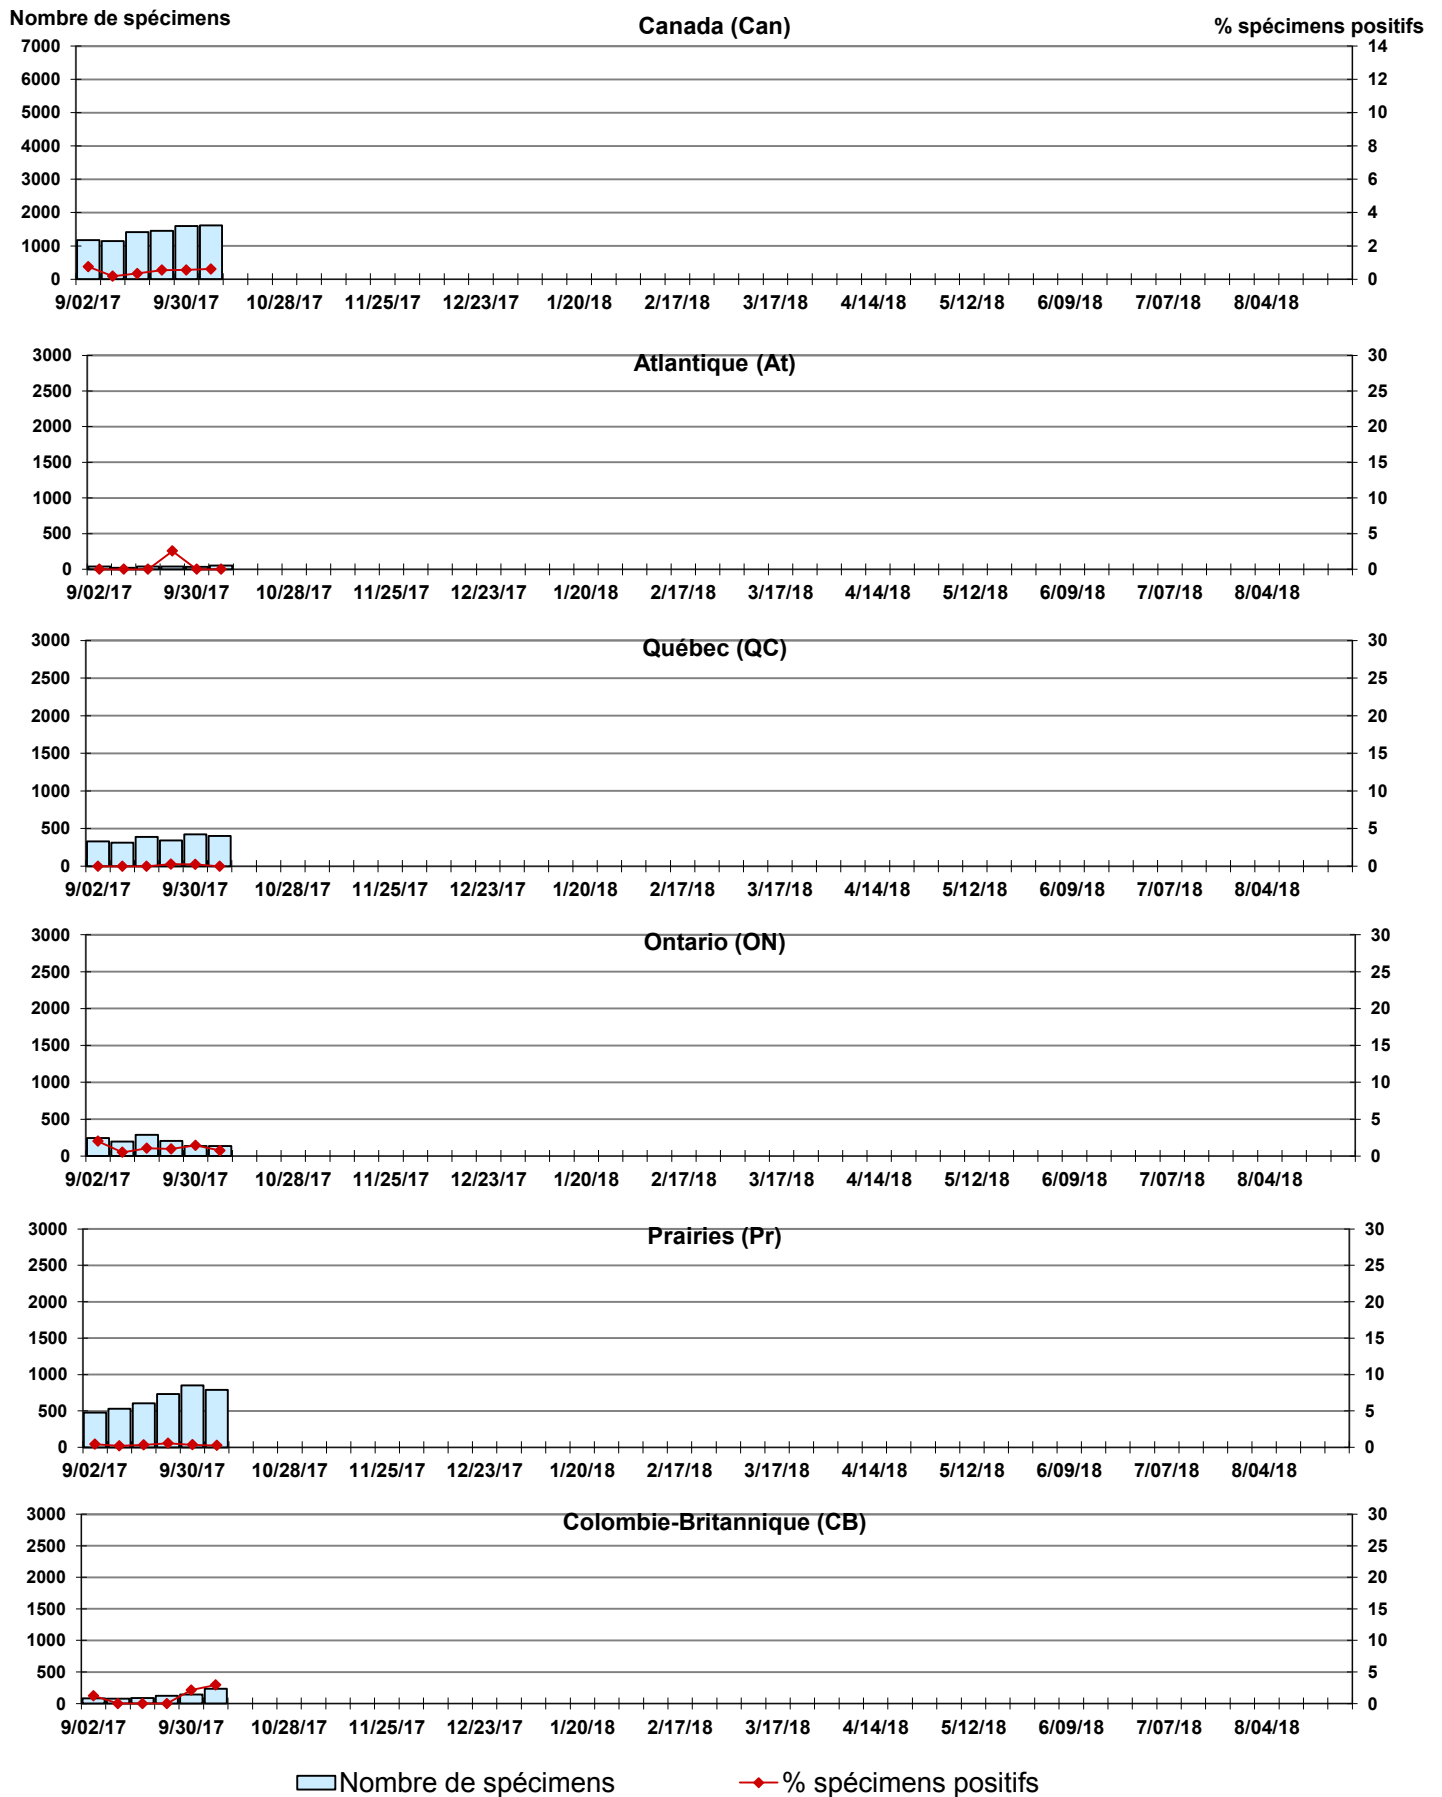 Nombre de spécimens
Canada (Can)
% spécimens positifs
7000 14
6000 12
5000 10
4000 8
3000 6
2000 4
1000 2
0 0
9/02/17 9/30/17 10/28/17 11/25/17 12/23/17 1/20/18 2/17/18 3/17/18 4/14/18 5/12/18 6/09/18 7/07/18 8/04/18
Atlantique (At)
3000 30
2500 25
2000 20
1500 15
1000 10
500 5
0 0
9/02/17 9/30/17 10/28/17 11/25/17 12/23/17 1/20/18 2/17/18 3/17/18 4/14/18 5/12/18 6/09/18 7/07/18 8/04/18
Québec (QC)
3000 30
2500 25
2000 20
1500 15
1000 10
500 5
0 0
9/02/17 9/30/17 10/28/17 11/25/17 12/23/17 1/20/18 2/17/18 3/17/18 4/14/18 5/12/18 6/09/18 7/07/18 8/04/18
Ontario (ON)
3000 30
2500 25
2000 20
1500 15
1000 10
500 5
0 0
9/02/17 9/30/17 10/28/17 11/25/17 12/23/17 1/20/18 2/17/18 3/17/18 4/14/18 5/12/18 6/09/18 7/07/18 8/04/18
Prairies (Pr)
3000 30
2500 25
2000 20
1500 15
1000 10
500 5
0 0
9/02/17 9/30/17 10/28/17 11/25/17 12/23/17 1/20/18 2/17/18 3/17/18 4/14/18 5/12/18 6/09/18 7/07/18 8/04/18
Colombie-Britannique (CB)
3000 30
2500 25
2000 20
1500 15
1000 10
500 5
0 0
9/02/17 9/30/17 10/28/17 11/25/17 12/23/17 1/20/18 2/17/18 3/17/18 4/14/18 5/12/18 6/09/18 7/07/18 8/04/18
Nombre de spécimens % spécimens positifs